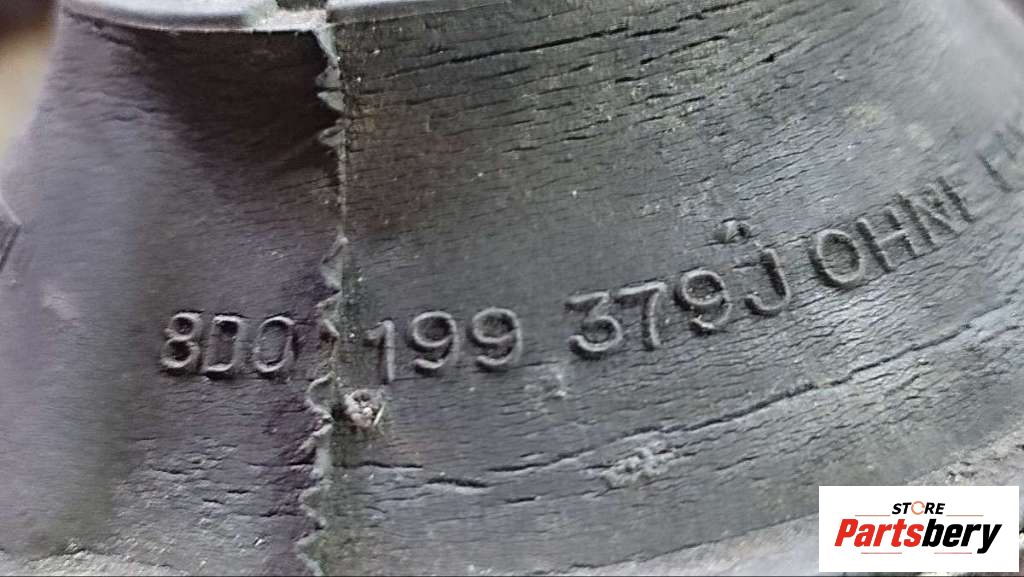 8D0 199 379J OHNE
STORE
Partsbery